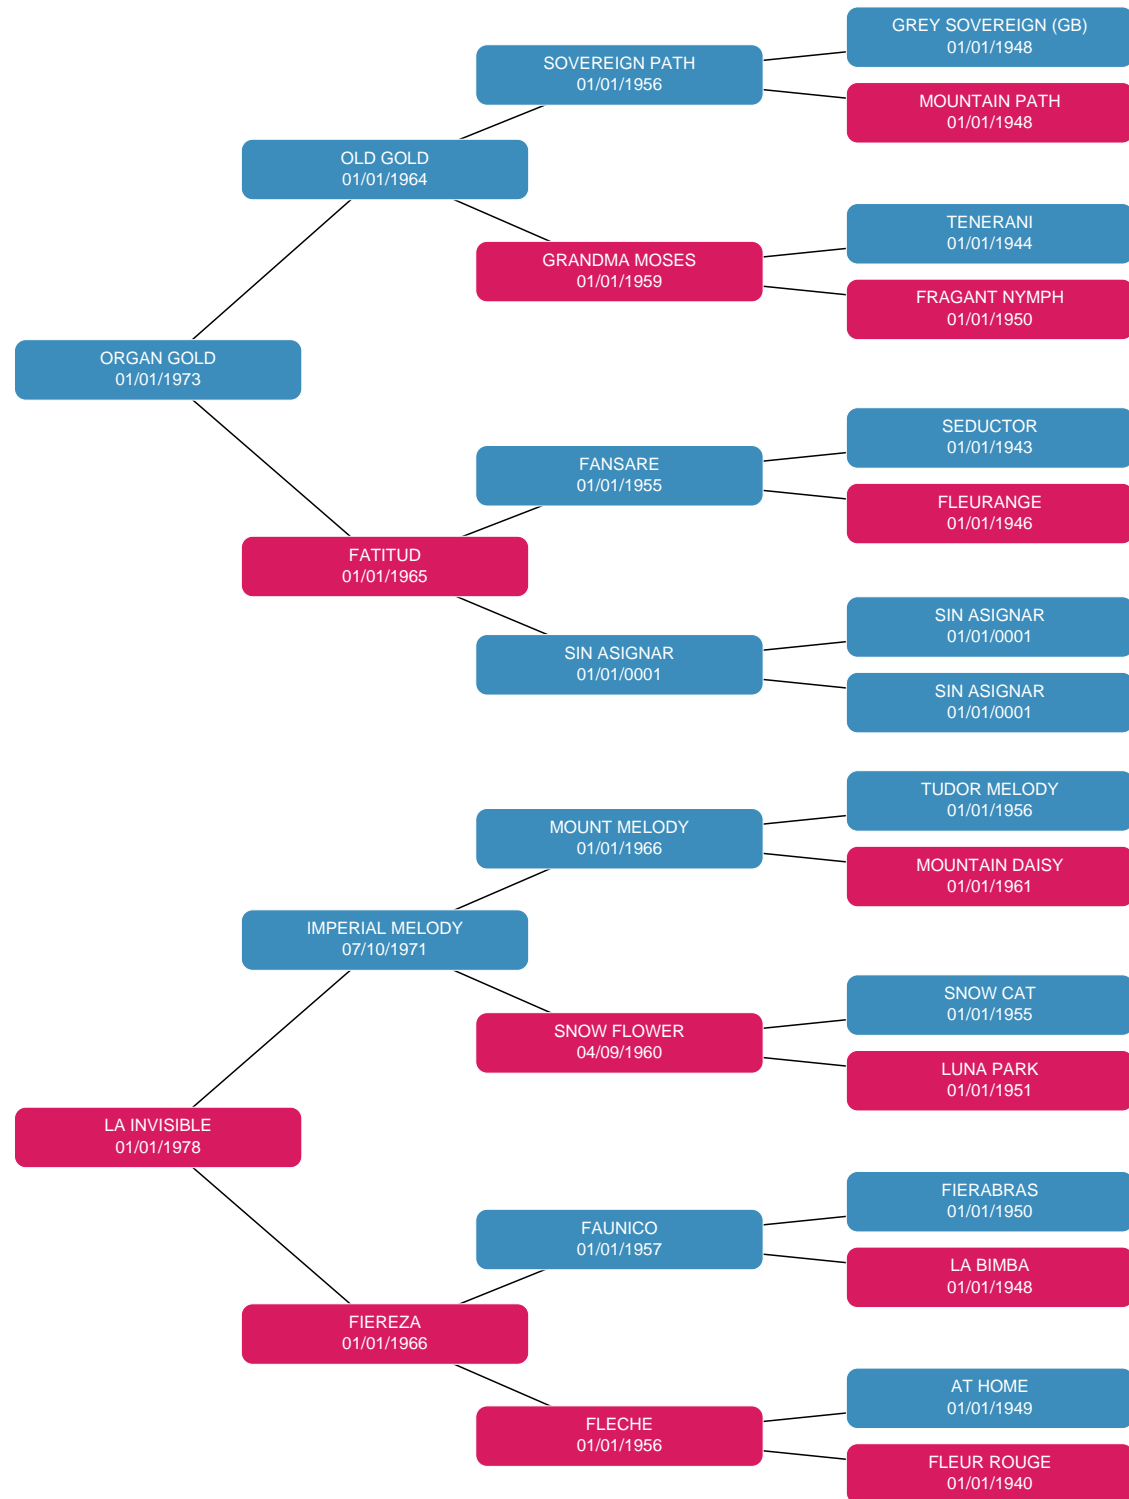 GREY SOVEREIGN (GB)
01/01/1948
SOVEREIGN PATH
01/01/1956
MOUNTAIN PATH
01/01/1948
OLD GOLD
01/01/1964
TENERANI
01/01/1944
GRANDMA MOSES
01/01/1959
FRAGANT NYMPH
01/01/1950
ORGAN GOLD
01/01/1973
SEDUCTOR
01/01/1943
FANSARE
01/01/1955
FLEURANGE
01/01/1946
FATITUD
01/01/1965
SIN ASIGNAR
01/01/0001
SIN ASIGNAR
01/01/0001
SIN ASIGNAR
01/01/0001
TUDOR MELODY
01/01/1956
MOUNT MELODY
01/01/1966
MOUNTAIN DAISY
01/01/1961
IMPERIAL MELODY
07/10/1971
SNOW CAT
01/01/1955
SNOW FLOWER
04/09/1960
LUNA PARK
01/01/1951
LA INVISIBLE
01/01/1978
FIERABRAS
01/01/1950
FAUNICO
01/01/1957
LA BIMBA
01/01/1948
FIEREZA
01/01/1966
AT HOME
01/01/1949
FLECHE
01/01/1956
FLEUR ROUGE
01/01/1940